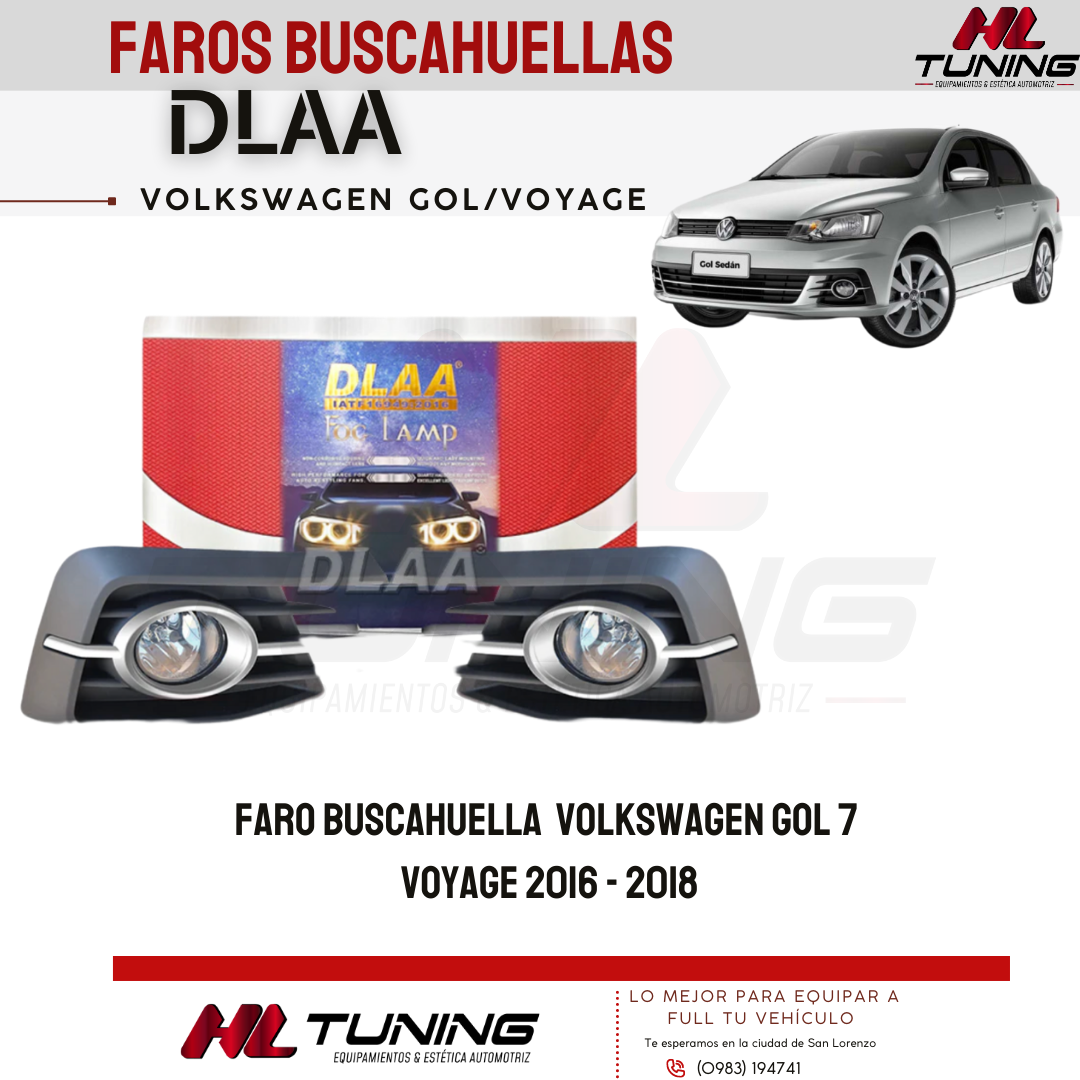 FAROS BUSCAHUELLAS
HL
TUNING
EQUIPAMIENTOS & ESTÉTICA AUTOMOTRIZ
DLAA
VOLKSWAGEN GOL/VOYAGE
Gol Sedán
DLAA®
Fog Lamp
DLAA
FARO BUSCAHUELLA VOLKSWAGEN GOL 7
VOYAGE 2016 - 2018
HL TUNING
EQUIPAMIENTOS & ESTÉTICA AUTOMOTRIZ
LO MEJOR PARA EQUIPAR A
FULL TU VEHÍCULO
Te esperamos en la ciudad de San Lorenzo
(0983) 194741